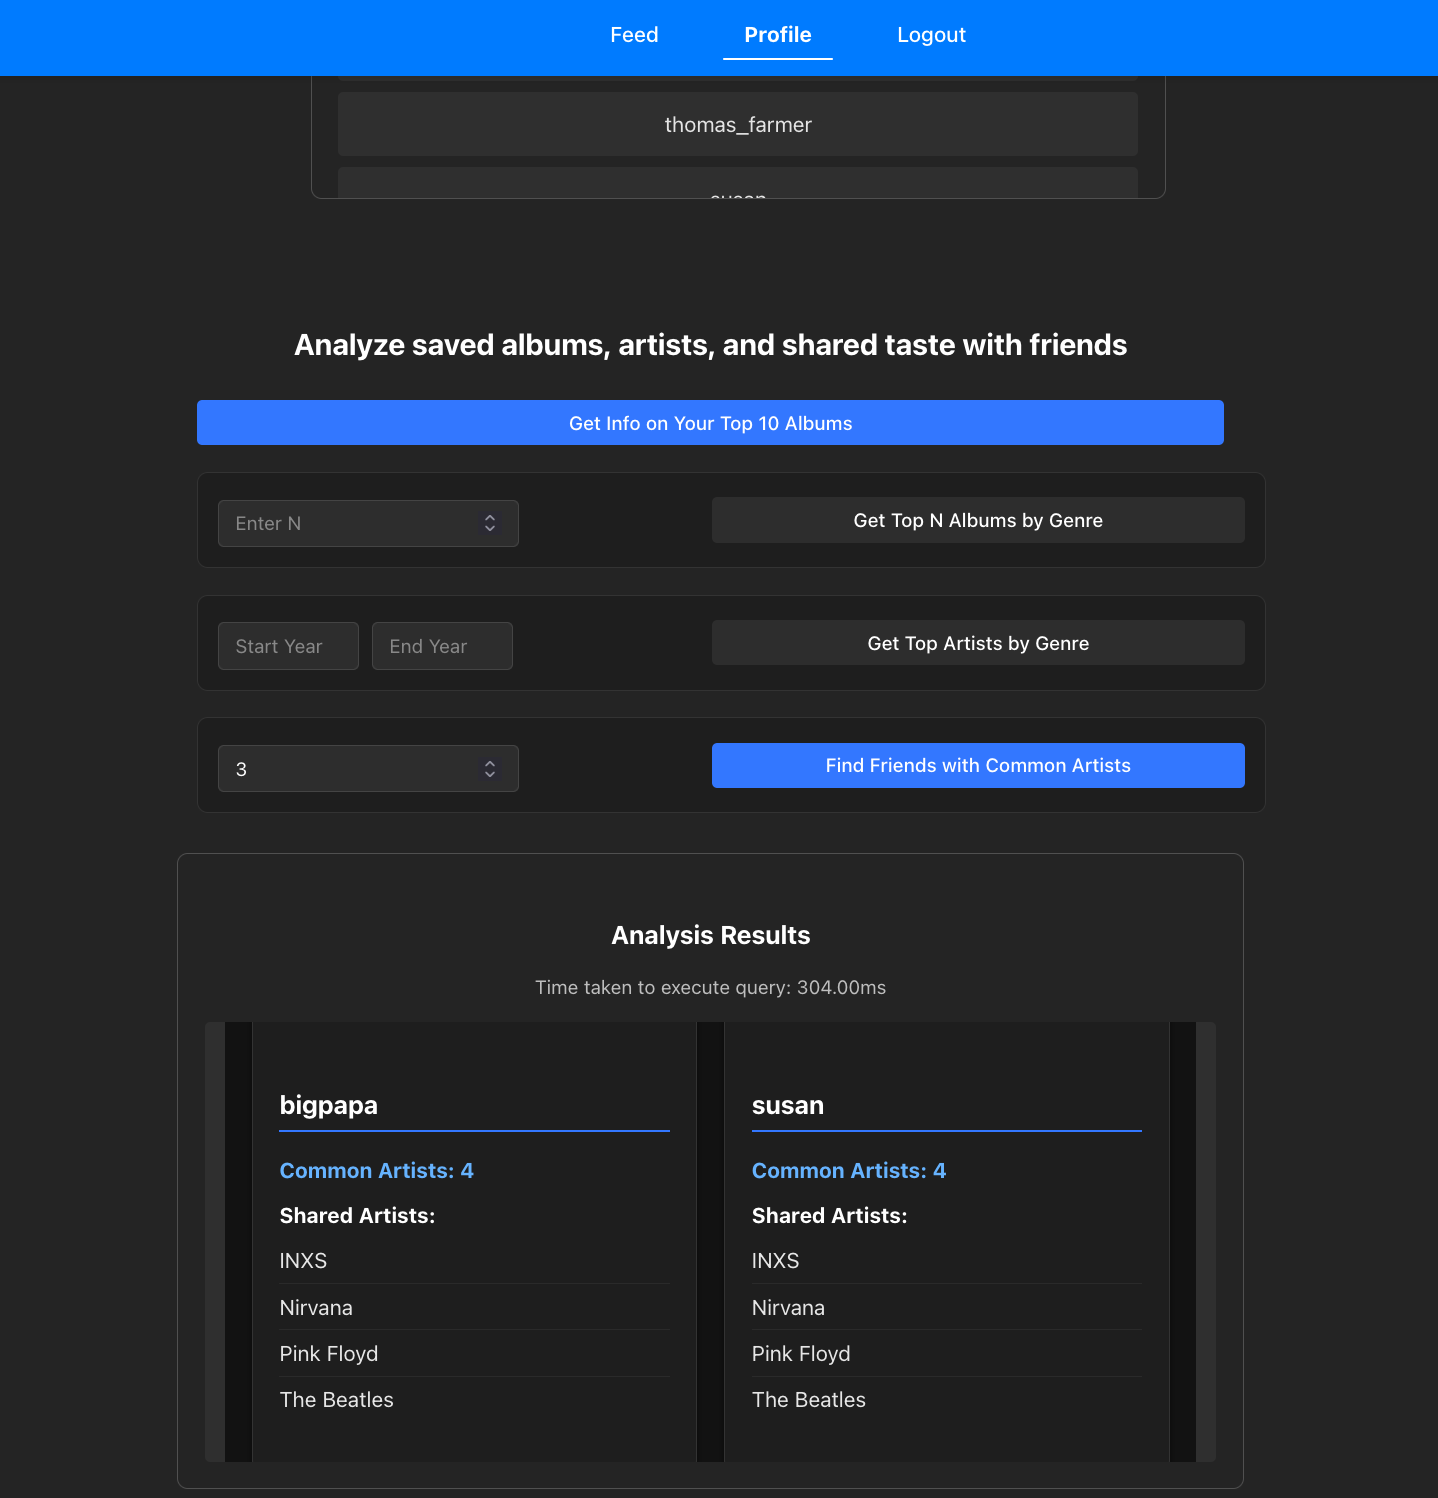 Feed Profile Logout
thomas_farmer
Analyze saved albums, artists, and shared taste with friends
Get Info on Your Top 10 Albums
Enter N
Get Top N Albums by Genre
Start Year End Year
Get Top Artists by Genre
3
Find Friends with Common Artists
Analysis Results
Time taken to execute query: 304.00ms
bigpapa
Common Artists: 4
Shared Artists:
INXS
Nirvana
Pink Floyd
The Beatles
susan
Common Artists: 4
Shared Artists:
INXS
Nirvana
Pink Floyd
The Beatles